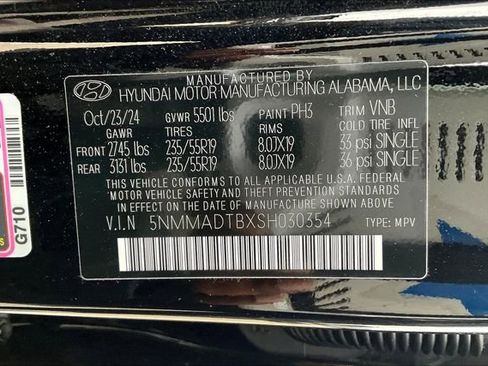 MANUFACTURED BY
HYUNDAI MOTOR MANUFACTURING ALABAMA, LLC
Oct/23/24 GVWR 5501 lbs PAINT PH3 TRIM VNB
GAWR TIRES RIMS COLD TIRE PRESSURE
FRONT 2745 lbs 235/55R19 8.0JX19 33 psi SINGLE
REAR 3131 lbs 235/55R19 8.0JX19 36 psi SINGLE
THIS VEHICLE CONFORMS TO ALL APPLICABLE U.S.A FEDERAL
MOTOR VEHICLE SAFETY AND THEFT PREVENTION STANDARDS
IN EFFECT ON THE DATE OF MANUFACTURE SHOWN ABOVE.
V.I.N 5NMMADTBXSH030354 TYPE: MPV
G710